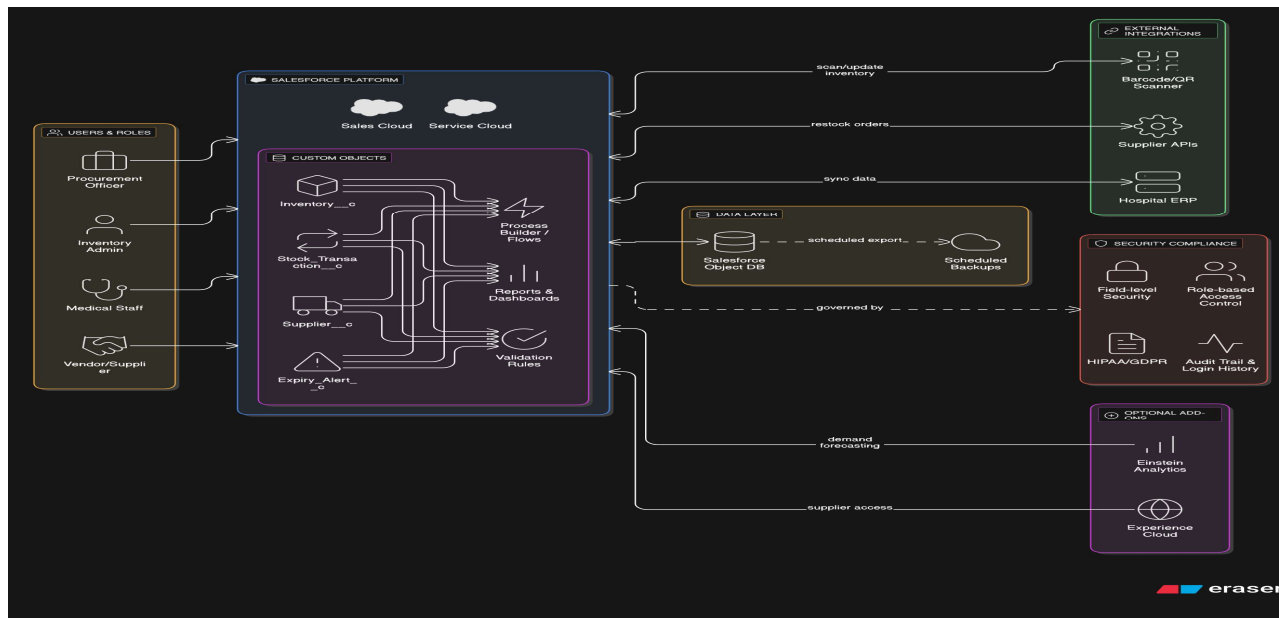 USERS & ROLES
Procurement
Officer
Inventory
Admin
Medical Staff
Vendor/Suppli
er
SALESFORCE PLATFORM
Sales Cloud
Service Cloud
CUSTOM OBJECTS
Inventory__c
Stock_Transa
ction__c
Supplier__c
Expiry_Alert_
_c
Process
Builder /
Flows
Reports &
Dashboards
Validation
Rules
scan/update
inventory
restock orders
sync data
DATA LAYER
Salesforce
Object DB
scheduled export
Scheduled
Backups
governed by
demand
forecasting
supplier access
EXTERNAL
INTEGRATIONS
Barcode/QR
Scanner
Supplier APIs
Hospital ERP
SECURITY COMPLIANCE
Field-level
Security
Role-based
Access
Control
HIPAA/GDPR
Audit Trail &
Login History
OPTIONAL ADD-
ONS
Einstein
Analytics
Experience
Cloud
eraser